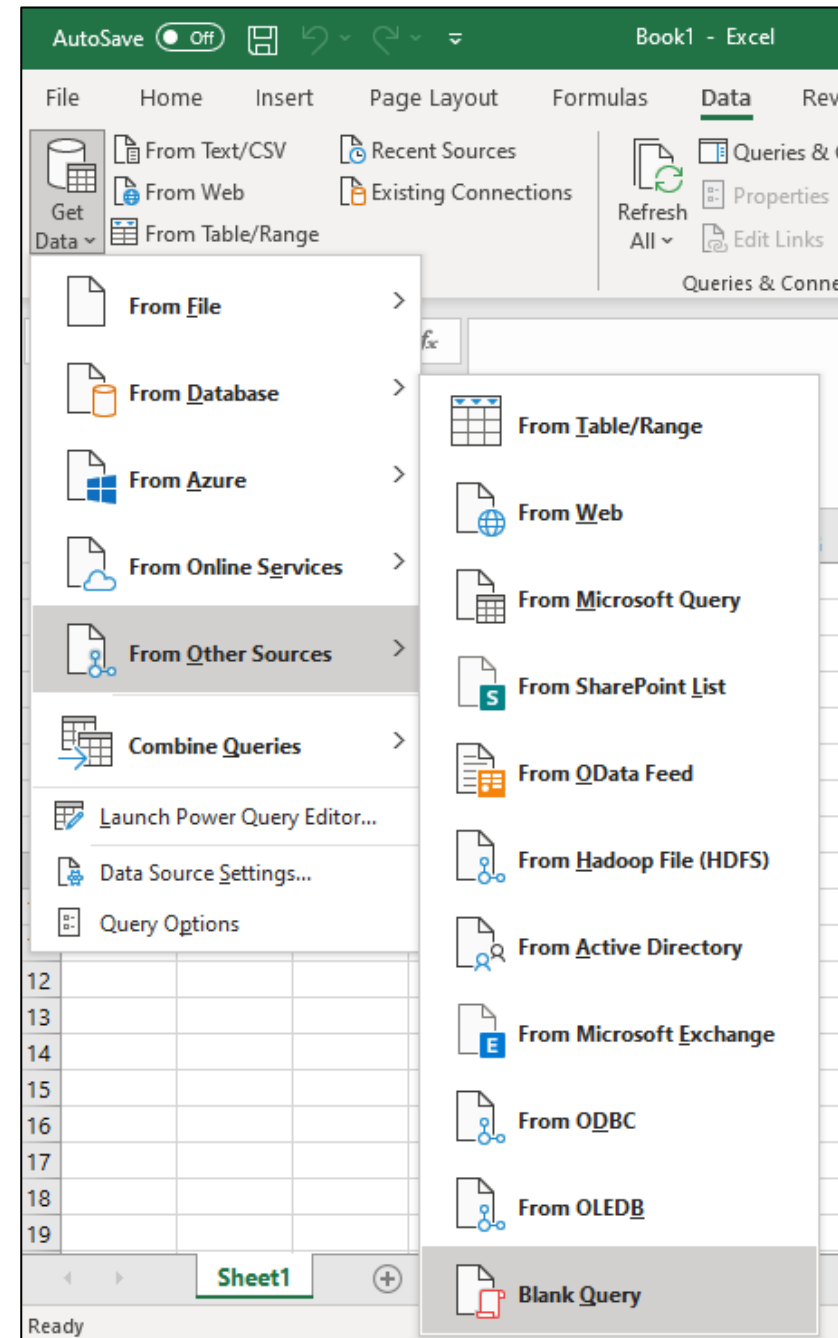 AutoSave Off Book1 - Excel
File Home Insert Page Layout Formulas Data Rev
From Text/CSV Recent Sources Queries &
From Web Existing Connections Properties
Get Data From Table/Range Refresh All Edit Links
Queries & Conne
From File
From Database
From Azure
From Online Services
From Other Sources
Combine Queries
Launch Power Query Editor...
Data Source Settings...
Query Options
fx
From Table/Range
From Web
From Microsoft Query
From SharePoint List
From OData Feed
From Hadoop File (HDFS)
From Active Directory
From Microsoft Exchange
From ODBC
From OLEDB
Blank Query
12
13
14
15
16
17
18
19
Sheet1
Ready